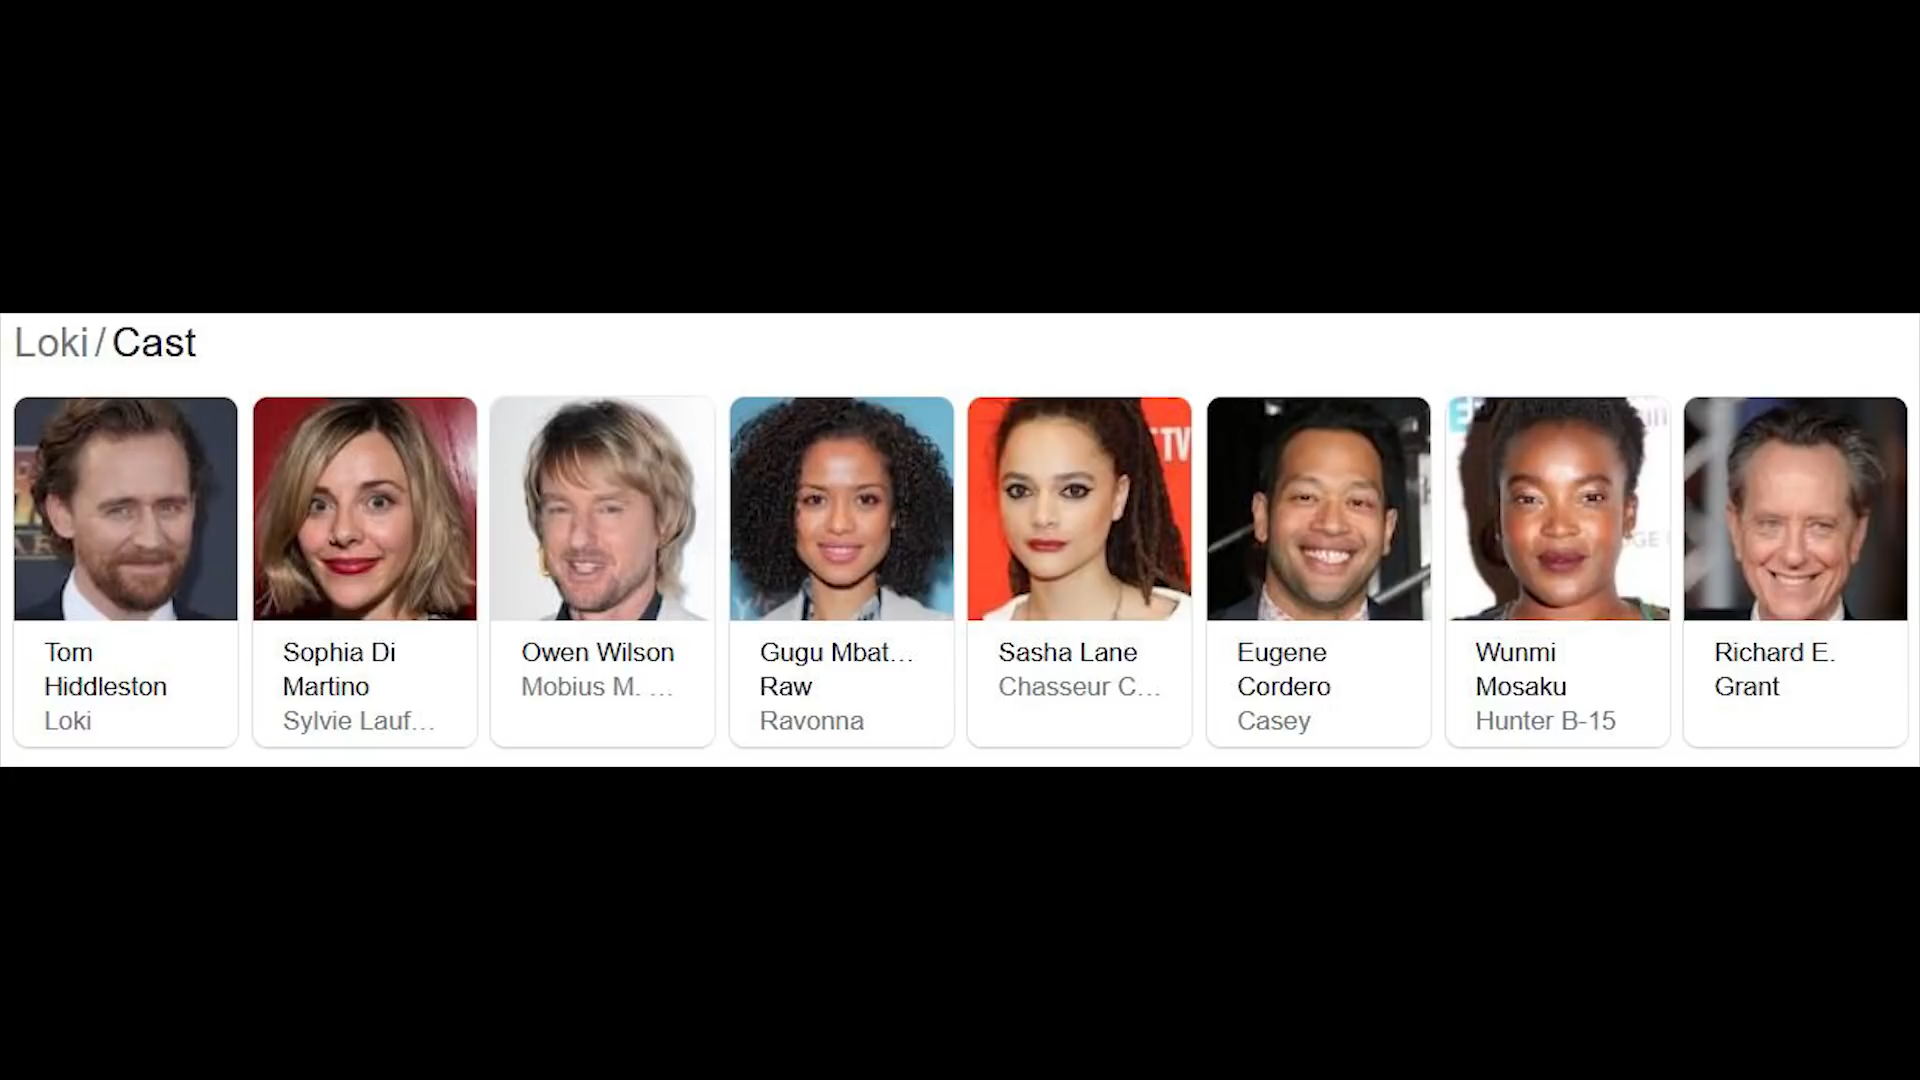 Loki/Cast
Tom
Hiddleston
Loki
Sophia Di
Martino
Sylvie Lauf...
Owen Wilson
Mobius M. ...
Gugu Mbat...
Raw
Ravonna
Sasha Lane
Chasseur C...
Eugene
Cordero
Casey
Wunmi
Mosaku
Hunter B-15
Richard E.
Grant
TV